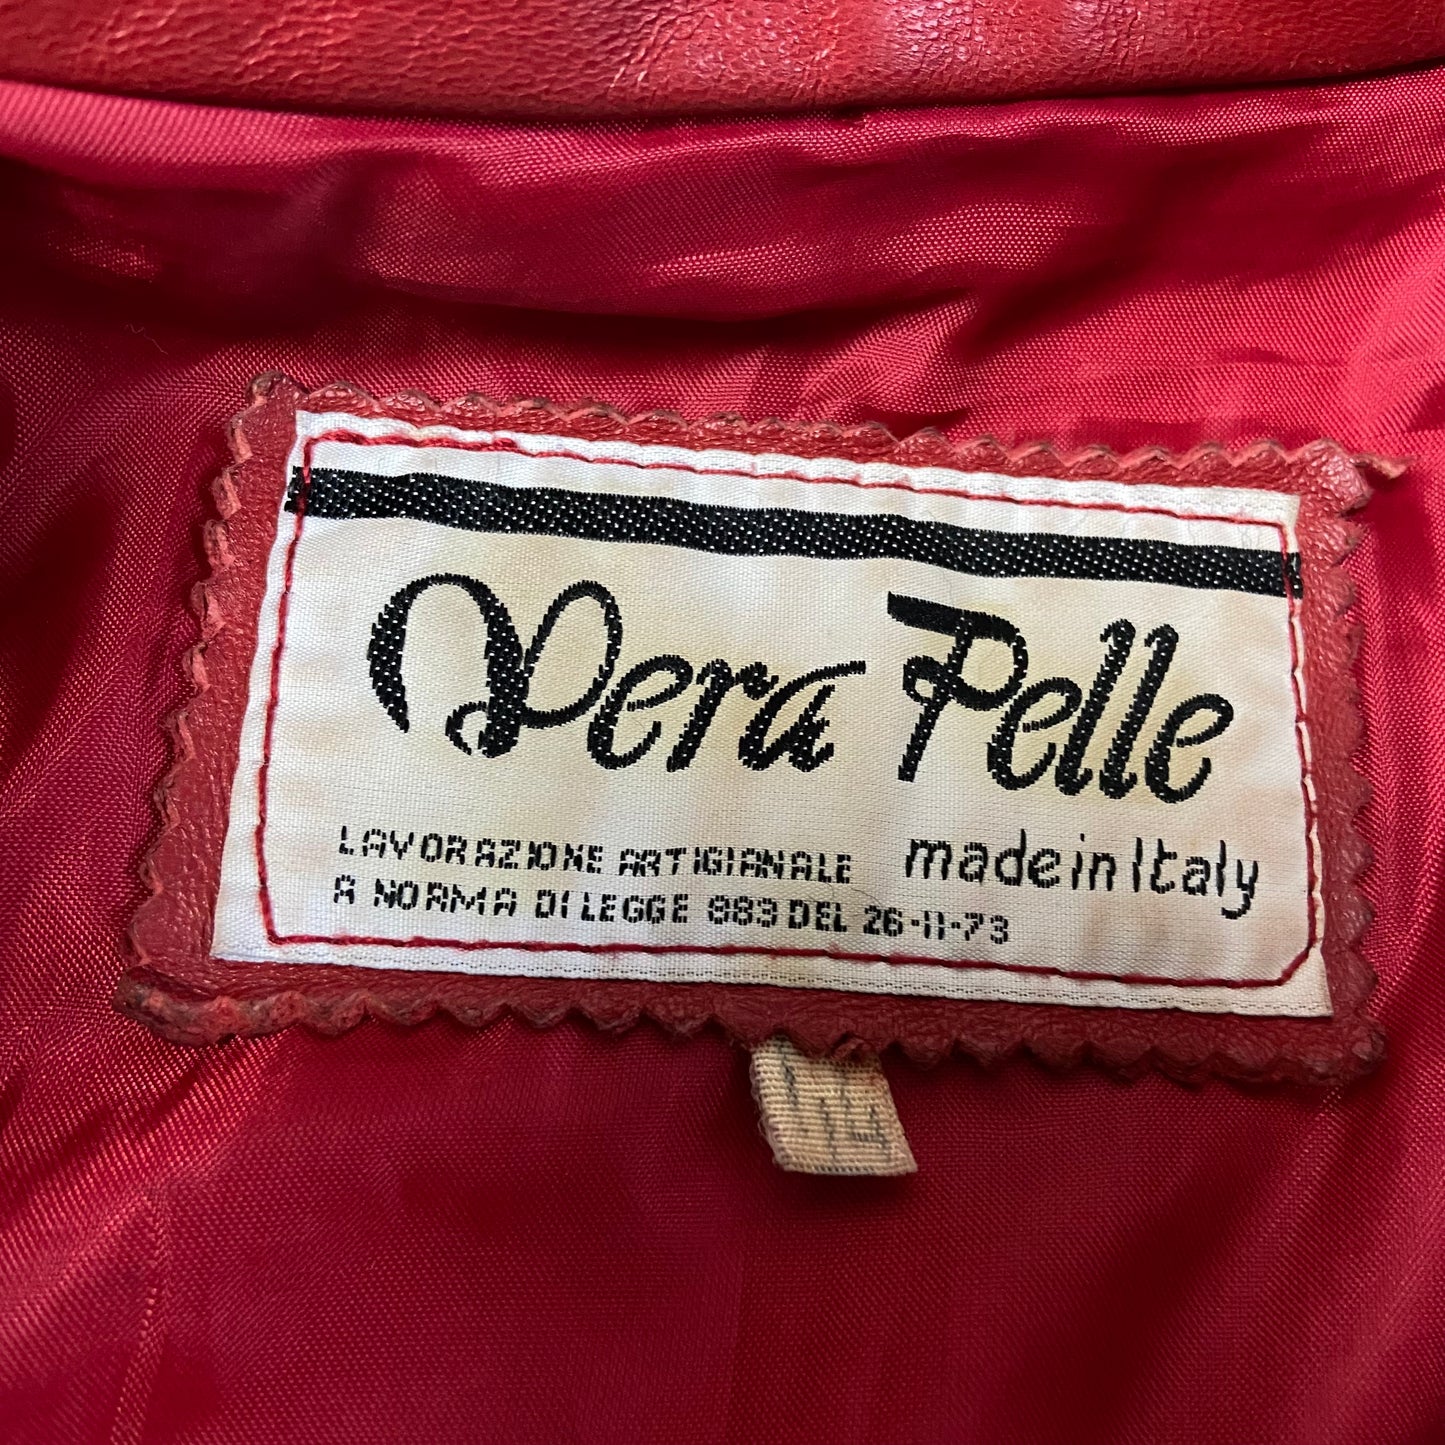 Vera Pelle
made in Italy
LAVORAZIONE ARTIGIANALE
A NORMA DI LEGGE 883 DEL 26-11-73